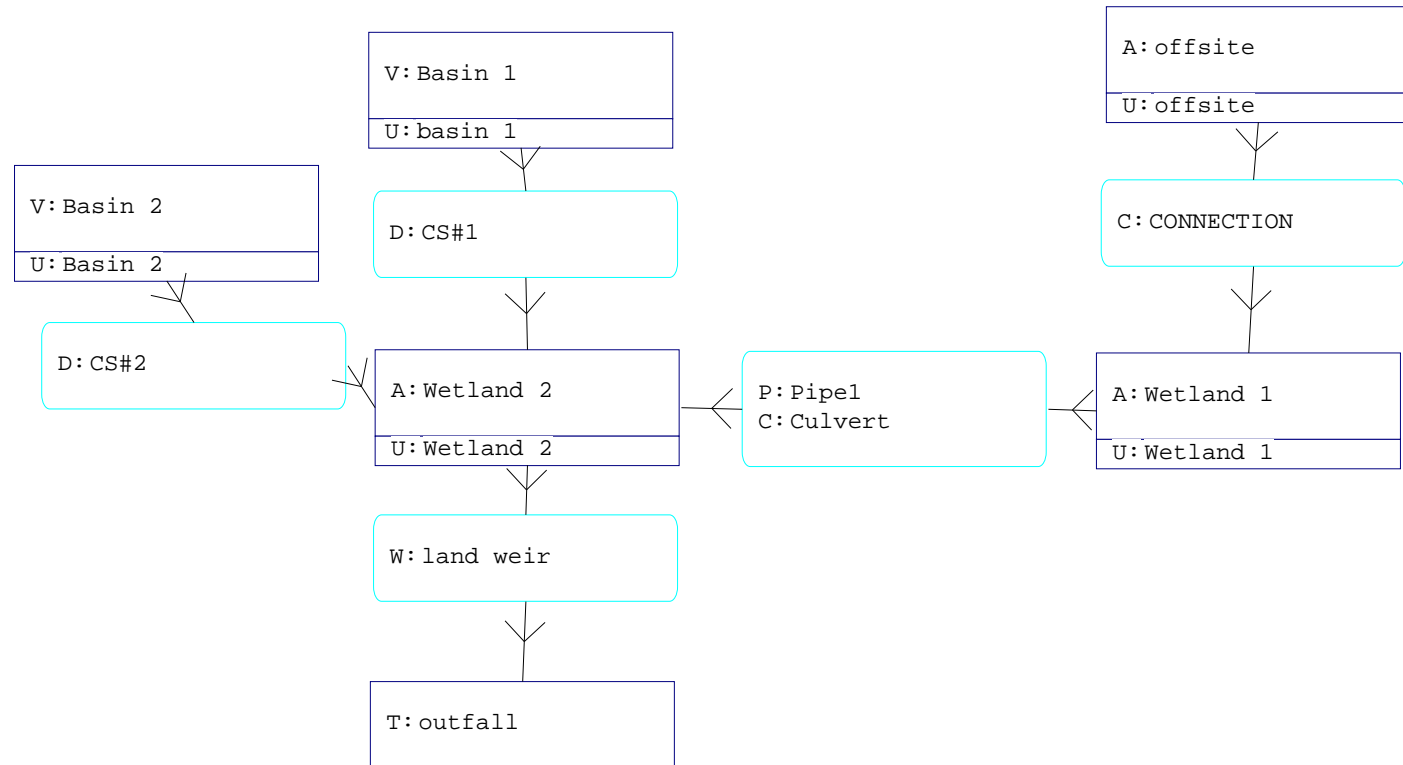 A:offsite
U:offsite
V:Basin 1
U:basin 1
V:Basin 2
U:Basin 2
D:CS#1
C:CONNECTION
D:CS#2
A:Wetland 2
U:Wetland 2
P:Pipe1
C:Culvert
A:Wetland 1
U:Wetland 1
W:land weir
T:outfall